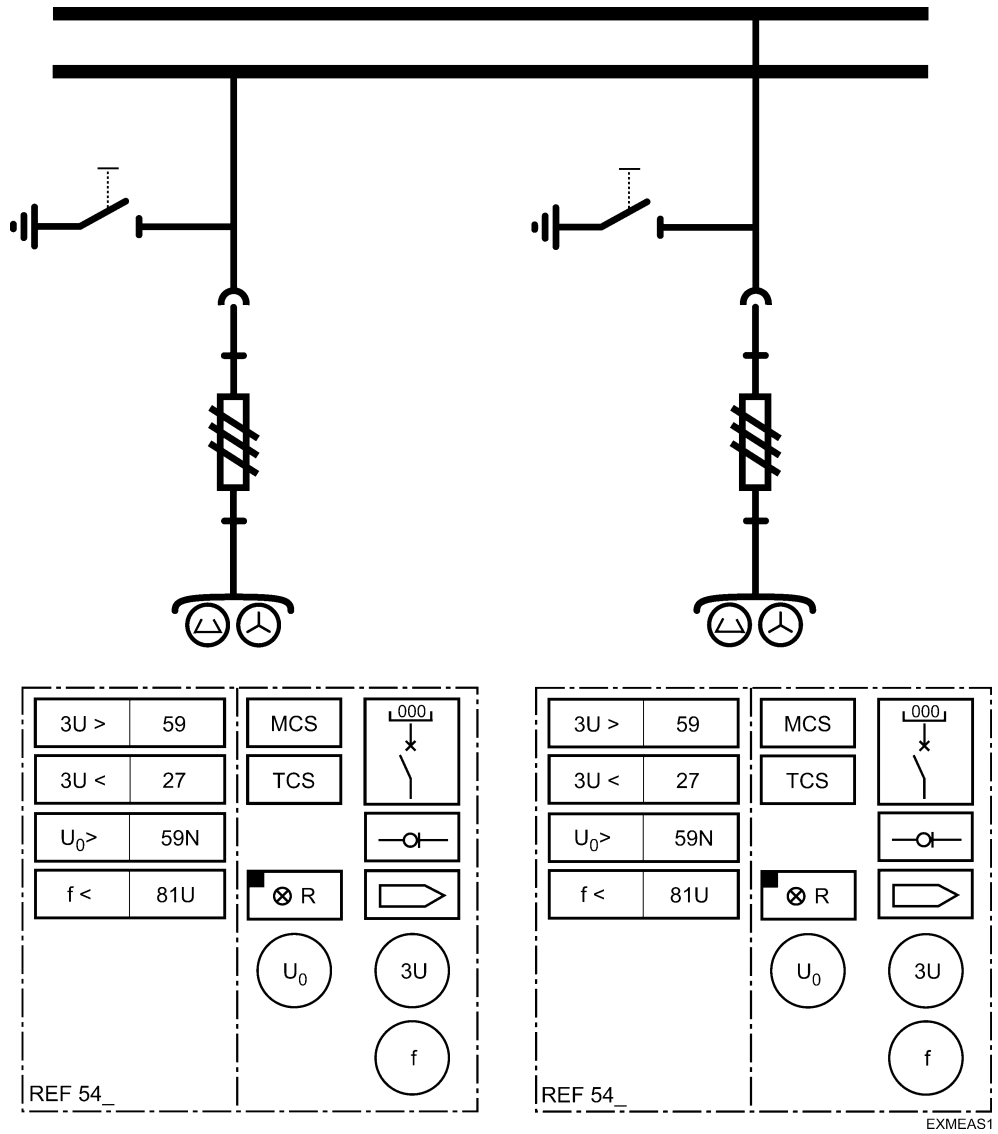 3U > 59 MCS 000
3U < 27 TCS
U0> 59N
f < 81U R
U0 3U
f
REF 54_
3U > 59 MCS 000
3U < 27 TCS
U0> 59N
f < 81U R
U0 3U
f
REF 54_
EXMEAS1